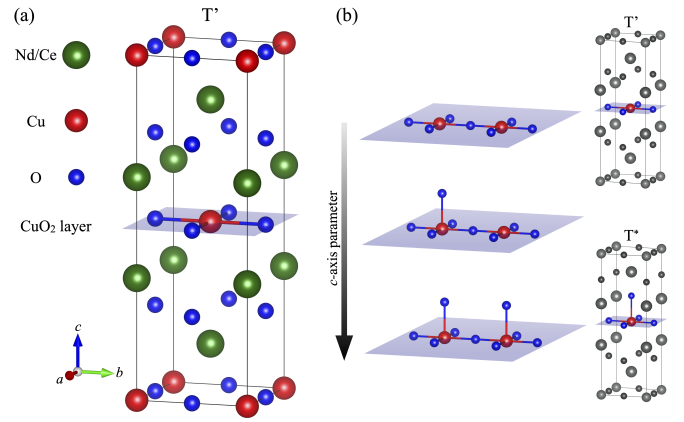 (a)
T’
Nd/Ce
Cu
O
CuO₂ layer
c
a
b
(b)
c-axis parameter
T’
T*